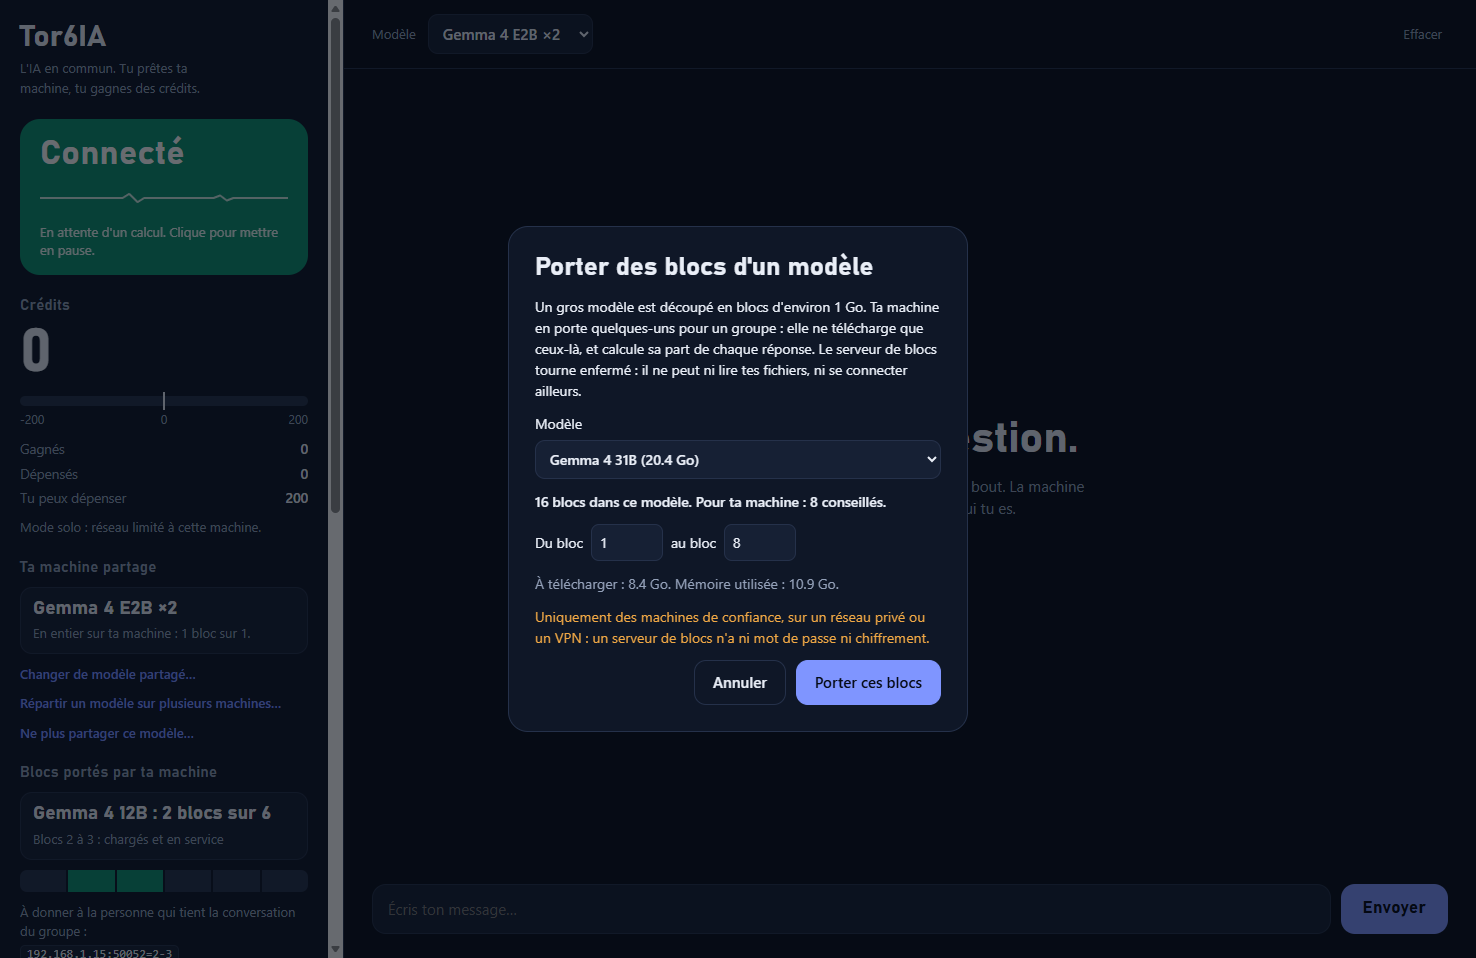 Tor6IA
L'IA en commun. Tu prêtes ta
machine, tu gagnes des crédits.
Connecté
En attente d'un calcul. Clique pour mettre
en pause.
Crédits
0
-200 0 200
Gagnés 0
Dépensés 0
Tu peux dépenser 200
Mode solo : réseau limité à cette machine.
Ta machine partage
Gemma 4 E2B ×2
En entier sur ta machine : 1 bloc sur 1.
Changer de modèle partagé...
Répartir un modèle sur plusieurs machines...
Ne plus partager ce modèle...
Blocs portés par ta machine
Gemma 4 12B : 2 blocs sur 6
Blocs 2 à 3 : chargés et en service
À donner à la personne qui tient la conversation
du groupe :
192.168.1.15:50052=2-3
Modèle Gemma 4 E2B ×2
Effacer
Porter des blocs d'un modèle
Un gros modèle est découpé en blocs d'environ 1 Go. Ta machine
en porte quelques-uns pour un groupe : elle ne télécharge que
ceux-là, et calcule sa part de chaque réponse. Le serveur de blocs
tourne enfermé : il ne peut ni lire tes fichiers, ni se connecter
ailleurs.
Modèle
Gemma 4 31B (20.4 Go)
16 blocs dans ce modèle. Pour ta machine : 8 conseillés.
Du bloc 1 au bloc 8
À télécharger : 8.4 Go. Mémoire utilisée : 10.9 Go.
Uniquement des machines de confiance, sur un réseau privé ou
un VPN : un serveur de blocs n'a ni mot de passe ni chiffrement.
Annuler Porter ces blocs
stion.
bout. La machine
tu es.
Écris ton message...
Envoyer